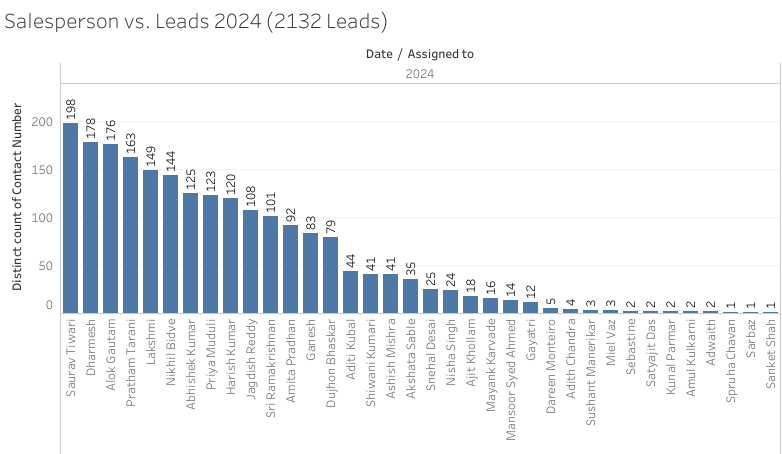 Salesperson vs. Leads 2024 (2132 Leads)
Date / Assigned to
2024
Distinct count of Contact Number
200
150
100
50
0
198
178
176
163
149
144
125
123
120
108
101
92
83
79
44
41
41
35
25
24
18
16
14
12
5
4
3
3
2
2
2
2
2
1
1
1
Saurav Tiwari
Dharmesh
Alok Gautam
Pratham Tarani
Lakshmi
Nikhil Bidve
Abhishek Kumar
Priya Muduli
Harish Kumar
Jagdish Reddy
Sri Ramakrishnan
Amita Pradhan
Ganesh
Dujhon Bhaskar
Aditi Kubal
Shiwani Kumari
Ashish Mishra
Akshata Sable
Snehal Desai
Nisha Singh
Ajit Khollam
Mayank Karvade
Mansoor Syed Ahmed
Gayatri
Dareen Monteiro
Adith Chandra
Sushant Manerikar
Miel Vaz
Sebastine
Satyajit Das
Kunal Parmar
Amul Kulkarni
Adwaith
Spruha Chavan
Sarbaz
Sanket Shah